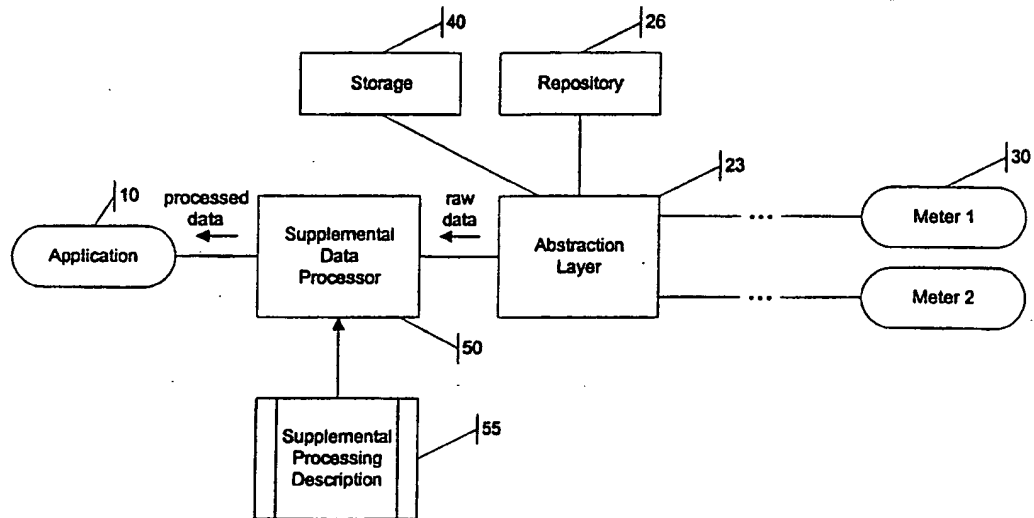 40
26
Storage
Repository
23
30
10
processed
data
raw
data
Meter 1
Application
Supplemental
Data
Processor
Abstraction
Layer
Meter 2
50
55
Supplemental
Processing
Description